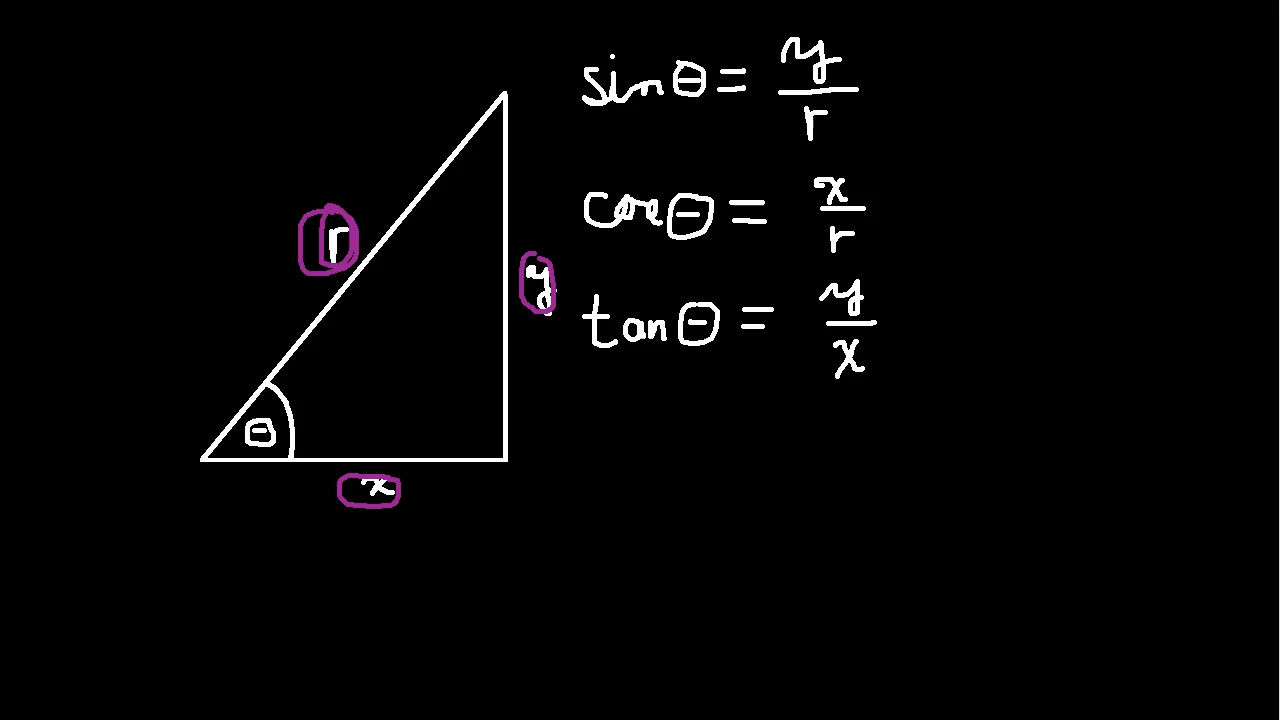 sinθ = y/r
r
cosθ = x/r
y
tanθ = y/x
θ
x